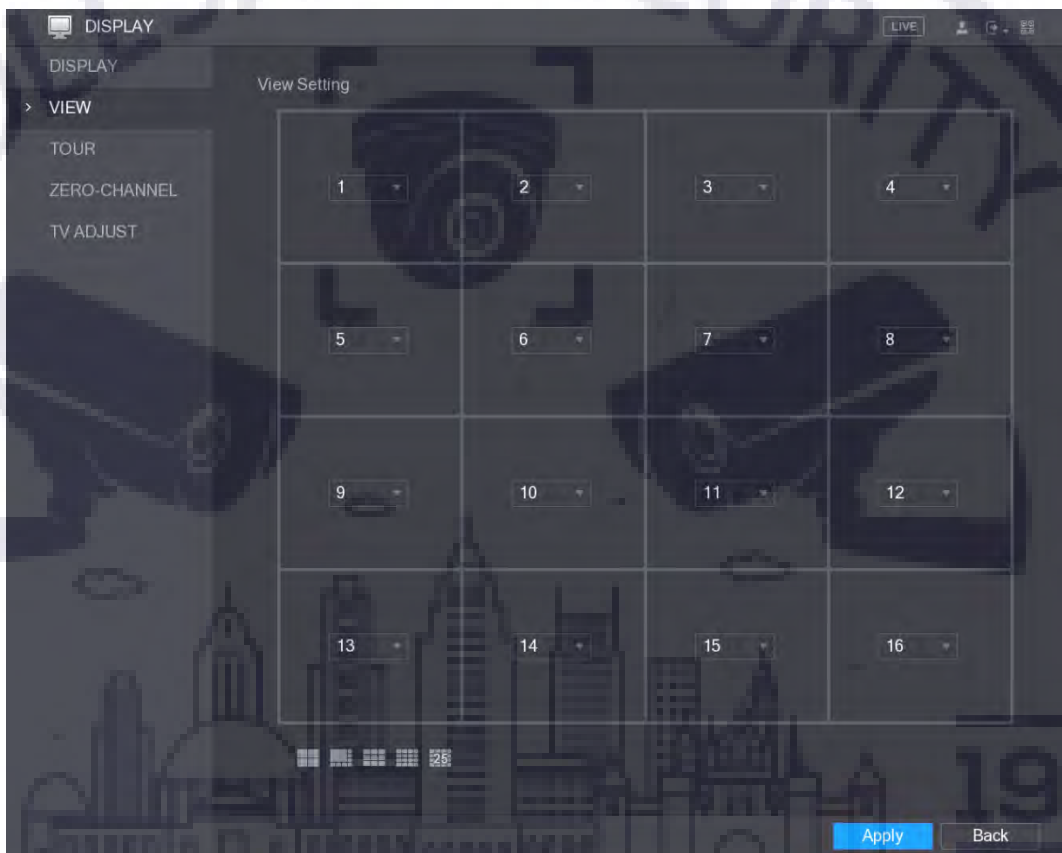 DISPLAY
LIVE
DISPLAY
View Setting
VIEW
TOUR
ZERO-CHANNEL
TV ADJUST
1 2 3 4
5 6 7 8
9 10 11 12
13 14 15 16
25
19
Apply Back